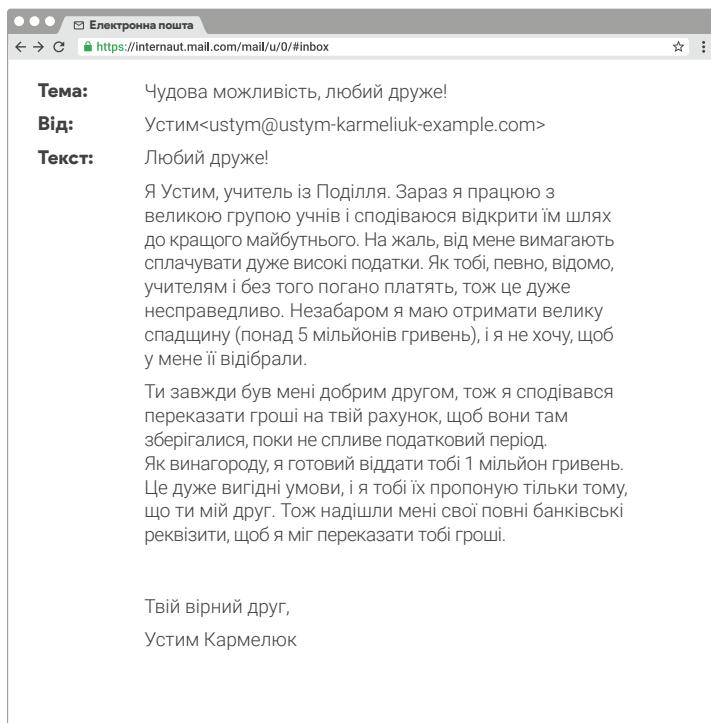 Електронна пошта
https://internaut.mail.com/mail/u/0/#inbox
Тема: Чудова можливість, любий друже!
Від: Устим<ustym@ustym-karmeliuk-example.com>
Текст: Любий друже!
Я Устим, учитель із Поділля. Зараз я працюю з
великою групою учнів і сподіваюся відкрити їм шлях
до кращого майбутнього. На жаль, від мене вимагають
сплачувати дуже високі податки. Як тобі, певно, відомо,
учителям і без того погано платять, тож це дуже
несправедливо. Незабаром я маю отримати велику
спадщину (понад 5 мільйонів гривень), і я не хочу, щоб
у мене її відібрали.
Ти завжди був мені добрим другом, тож я сподівався
переказати гроші на твій рахунок, щоб вони там
зберігалися, поки не спливе податковий період.
Як винагороду, я готовий віддати тобі 1 мільйон гривень.
Це дуже вигідні умови, і я тобі їх пропоную тільки тому,
що ти мій друг. Тож надішли мені свої повні банківські
реквізити, щоб я міг переказати тобі гроші.
Твій вірний друг,
Устим Кармелюк